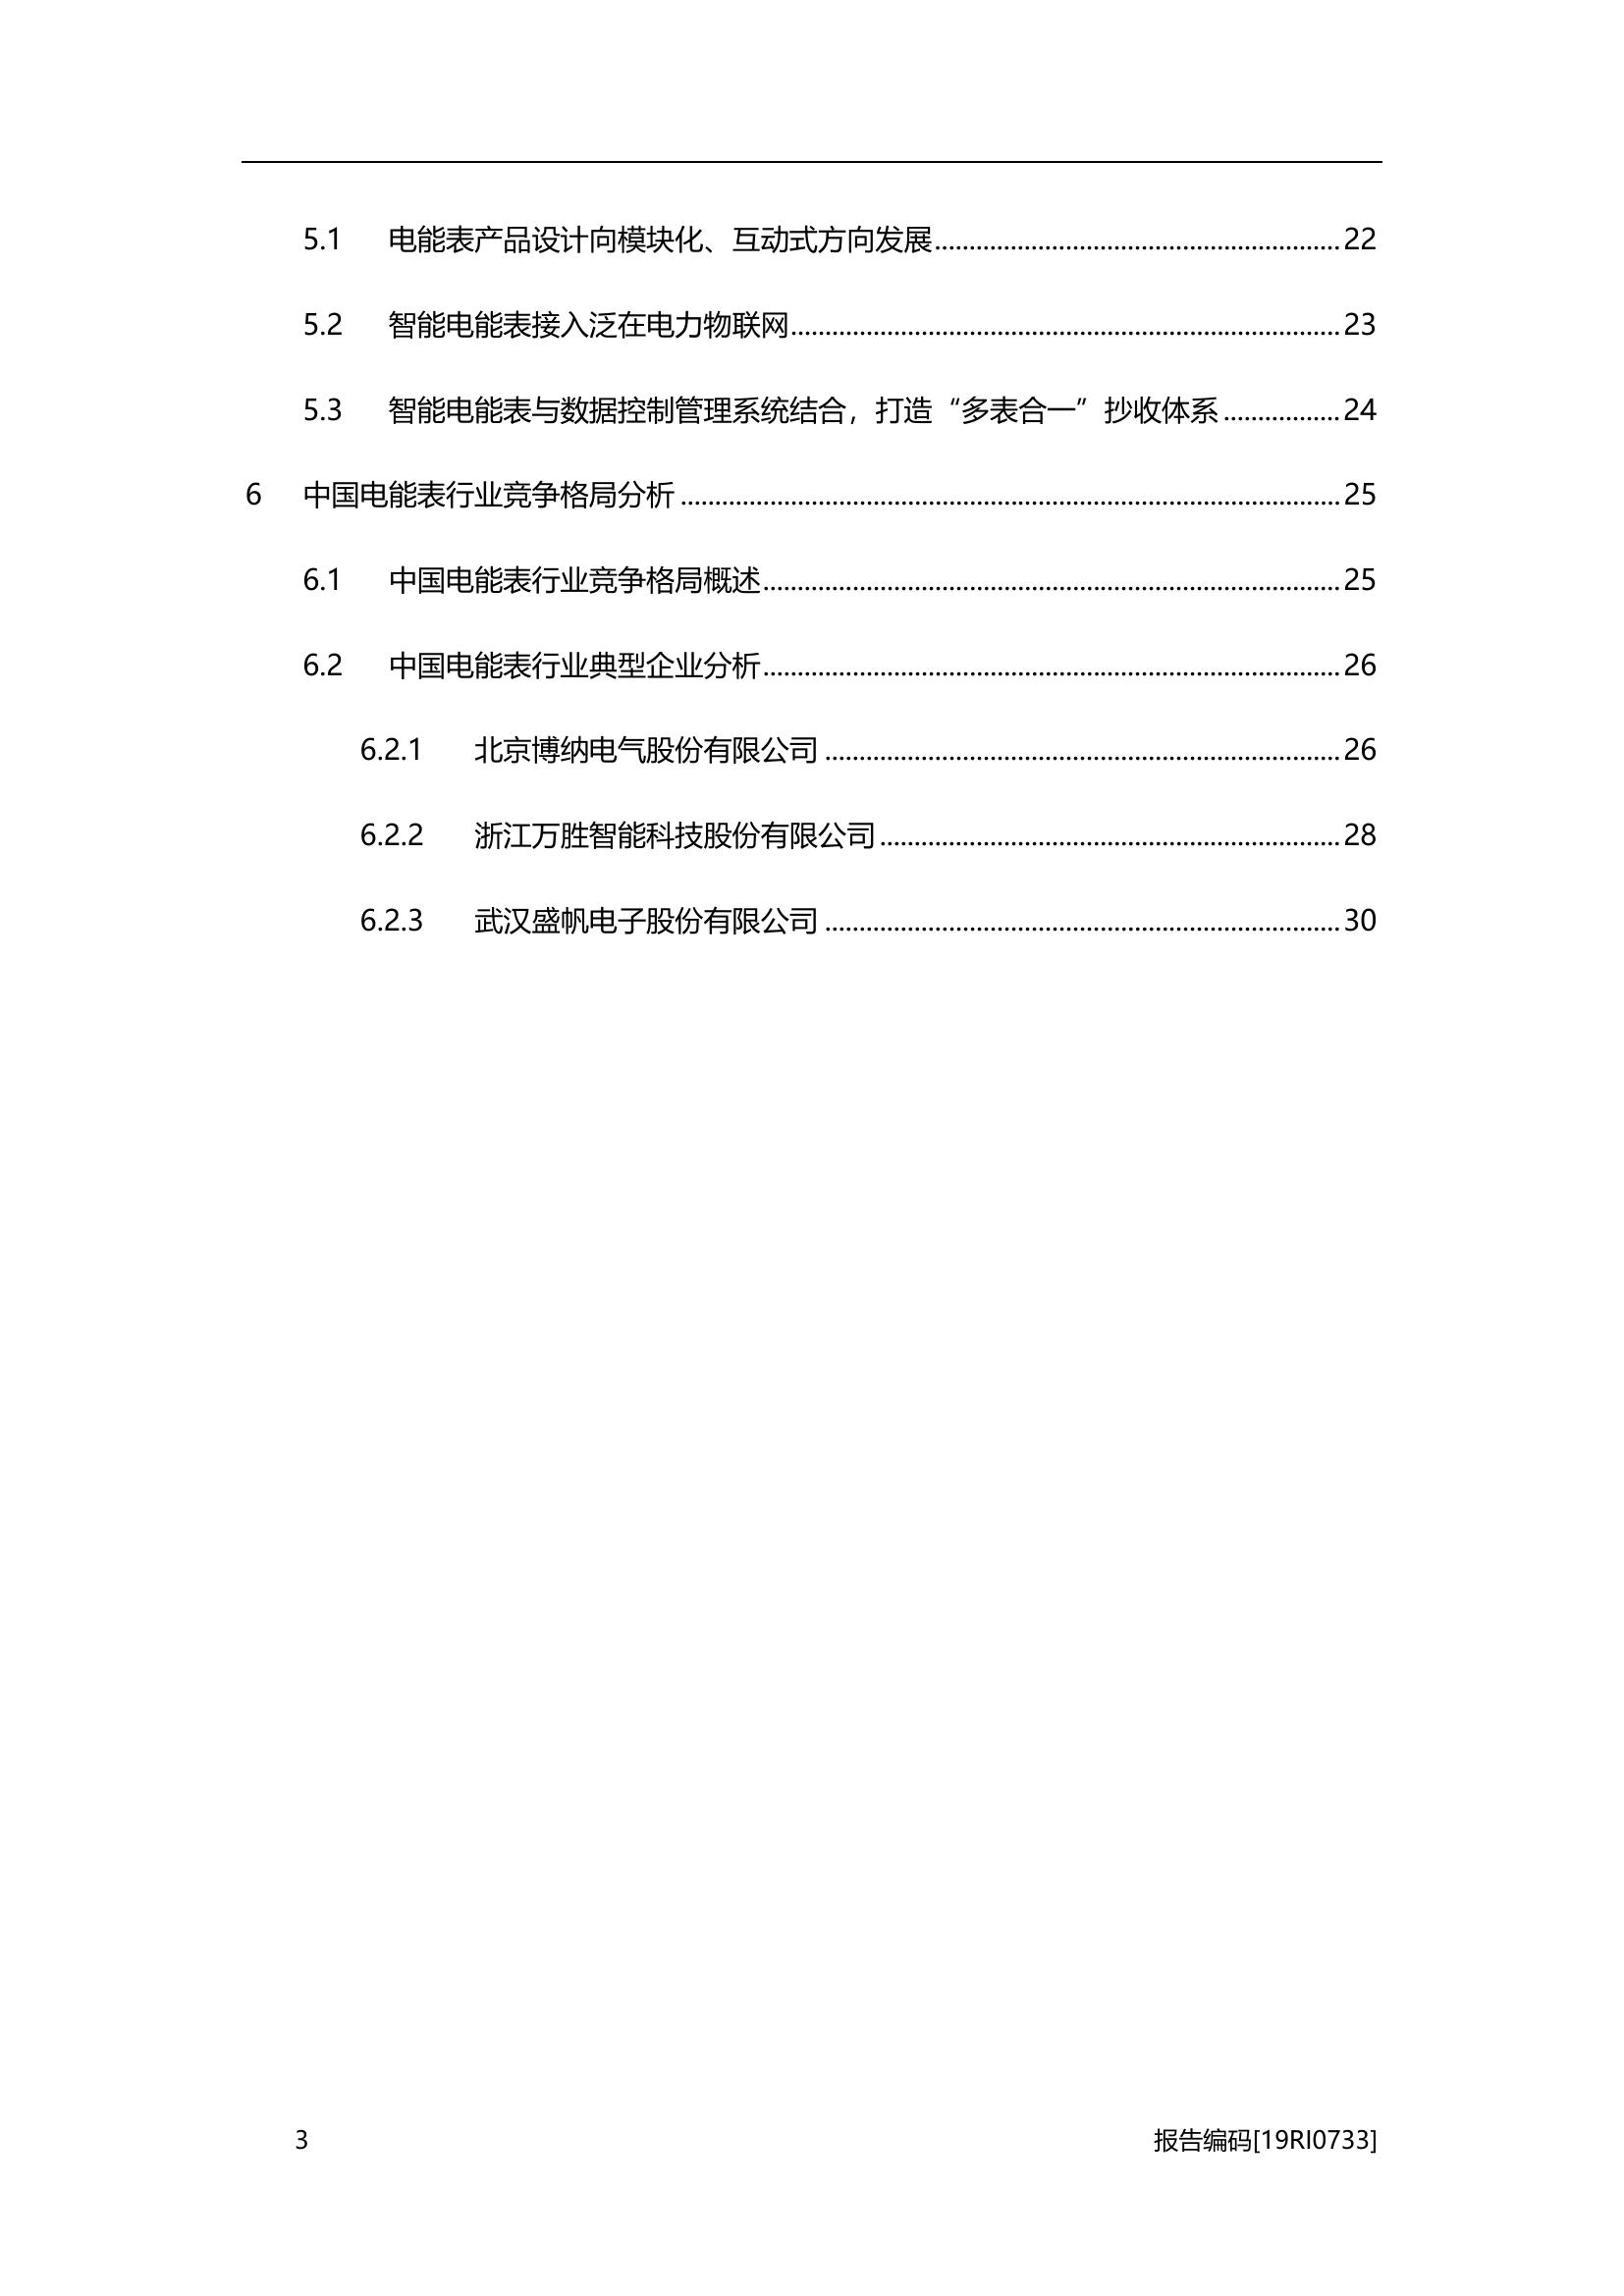 5.1 电能表产品设计向模块化、互动式方向发展........................................................... 22
5.2 智能电能表接入泛在电力物联网................................................................................ 23
5.3 智能电能表与数据控制管理系统结合，打造“多表合一”抄收体系................. 24
6 中国电能表行业竞争格局分析................................................................................................ 25
6.1 中国电能表行业竞争格局概述.................................................................................... 25
6.2 中国电能表行业典型企业分析.................................................................................... 26
6.2.1 北京博纳电气股份有限公司........................................................................... 26
6.2.2 浙江万胜智能科技股份有限公司................................................................... 28
6.2.3 武汉盛帆电子股份有限公司........................................................................... 30
3 报告编码[19RI0733]